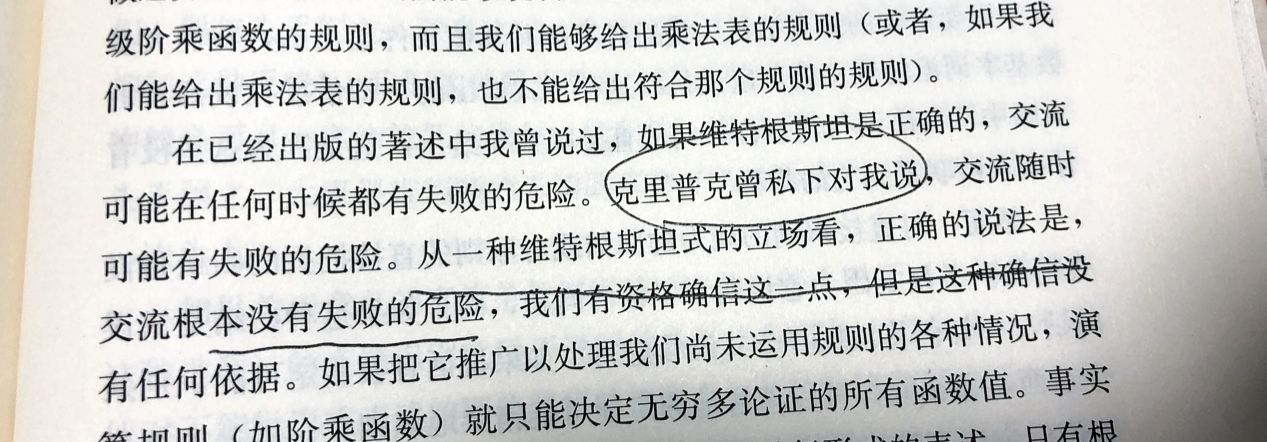 级阶乘函数的规则，而且我们能够给出乘法表的规则（或者，如果我
们能给出乘法表的规则，也不能给出符合那个规则的规则）。
在已经出版的著述中我曾说过，如果维特根斯坦是正确的，交流
可能在任何时候都有失败的危险。克里普克曾私下对我说，交流随时
可能有失败的危险。从一种维特根斯坦式的立场看，正确的说法是，
交流根本没有失败的危险，我们有资格确信这一点，但是这种确信没
有任何依据。如果把它推广以处理我们尚未运用规则的各种情况，演
算规则（如阶乘函数）就只能决定无穷多论证的所有函数值。事实
形式的表述，只有根